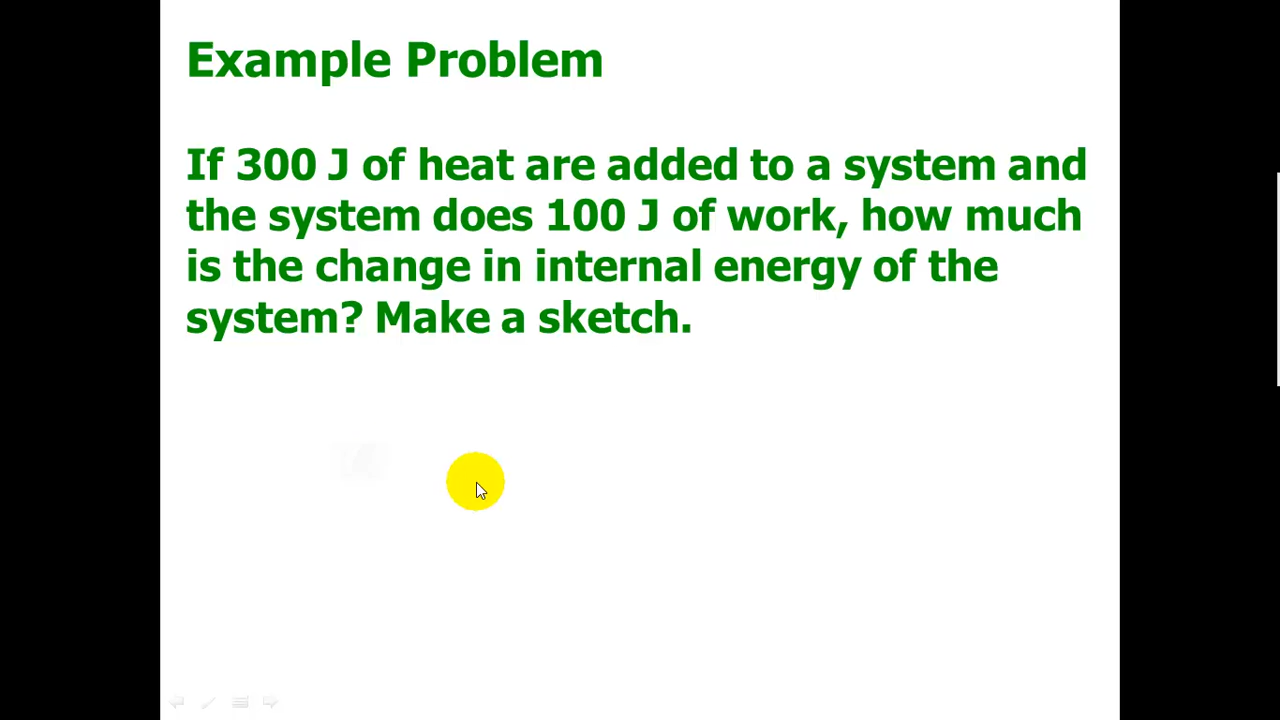 Example Problem
If 300 J of heat are added to a system and
the system does 100 J of work, how much
is the change in internal energy of the
system? Make a sketch.